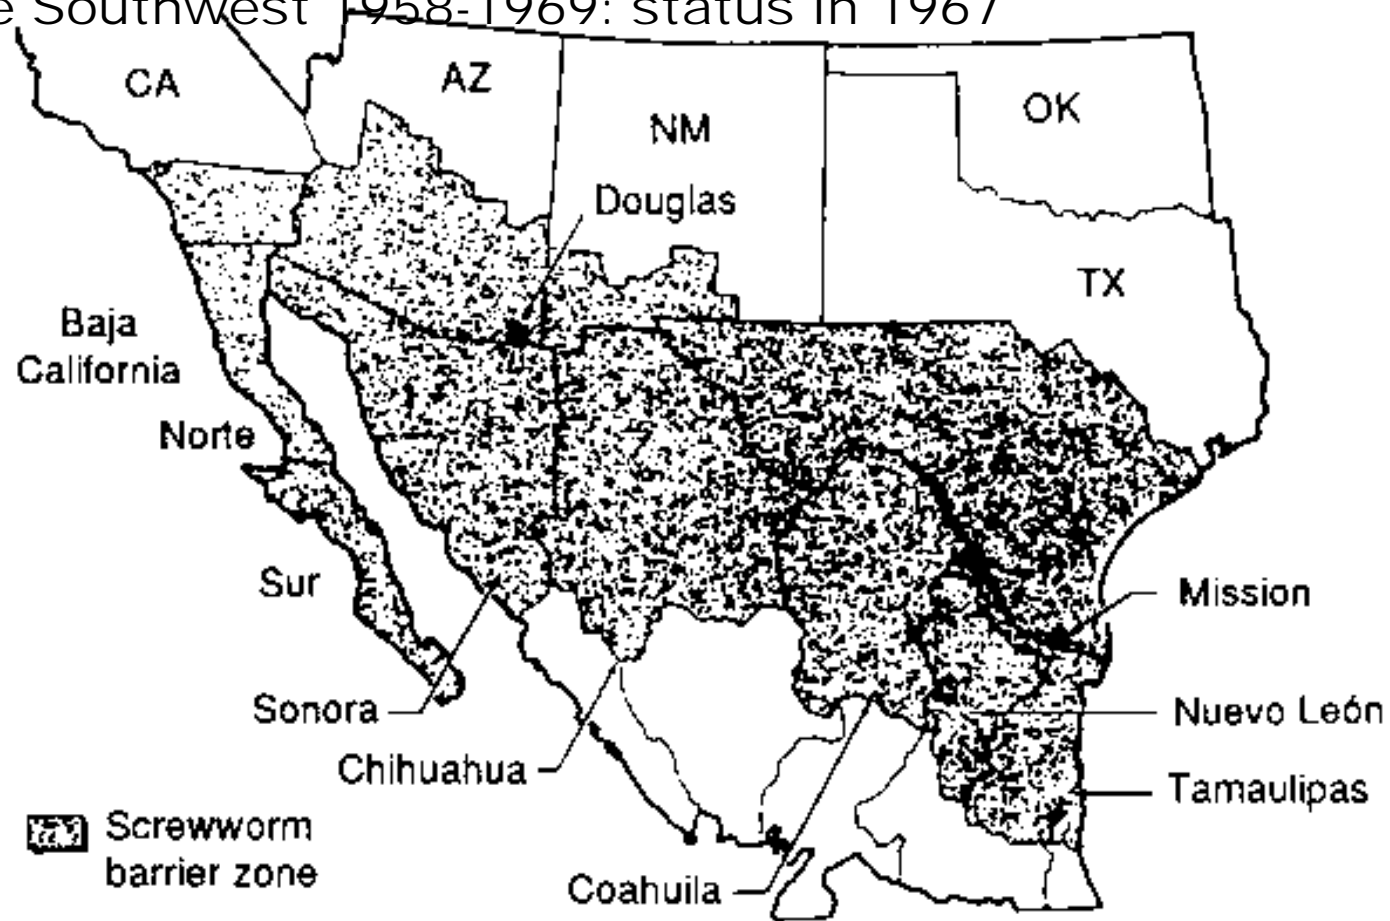 e Southwest 1958-1969: status in 1967
CA
AZ
NM
OK
Douglas
TX
Baja
California
Norte
Sur
Mission
Sonora
Nuevo León
Chihuahua
Tamaulipas
Screwworm
barrier zone
Coahuila